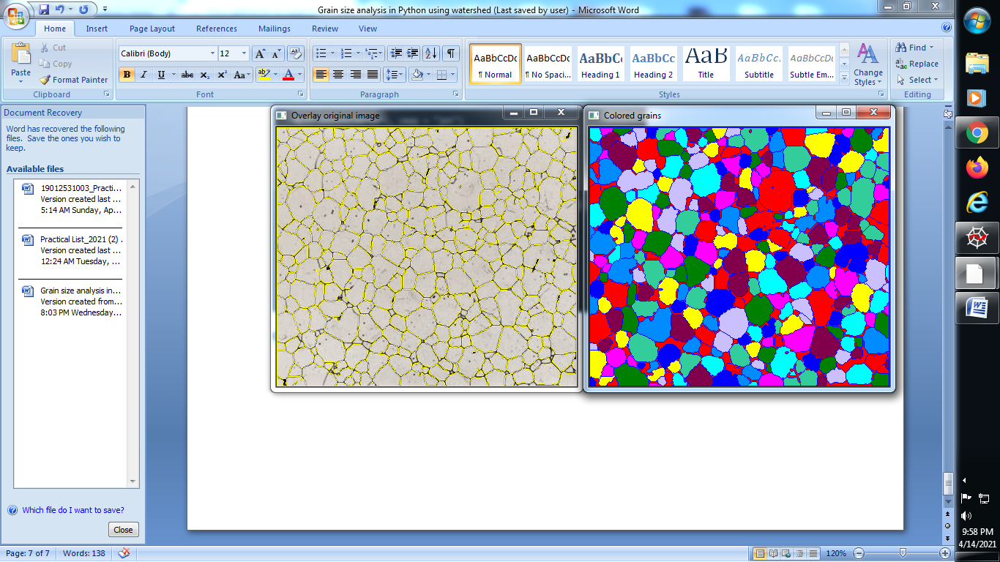 Grain size analysis in Python using watershed (Last saved by user) - Microsoft Word
Home Insert Page Layout References Mailings Review View
Paste
Cut
Copy
Format Painter
Clipboard
Calibri (Body) 12
B I U abc x₂ x² Aa
Font
Paragraph
AaBbCcDc AaBbCcDc AaBbC AaBbCc AaB AaBbCc. AaBbCcDc
¶ Normal ¶ No Spaci... Heading 1 Heading 2 Title Subtitle Subtle Em...
Styles
Change
Styles
Find
Replace
Select
Editing
Document Recovery
Word has recovered the following
files. Save the ones you wish to
keep.
Available files
19012531003_Practi...
Version created last ...
5:14 AM Sunday, Ap...
Practical List_2021 (2) .
Version created last ...
12:24 AM Tuesday, ...
Grain size analysis in...
Version created from...
8:03 PM Wednesday...
Which file do I want to save?
Close
Overlay original image
Colored grains
Page: 7 of 7 Words: 138
120%
9:58 PM
4/14/2021